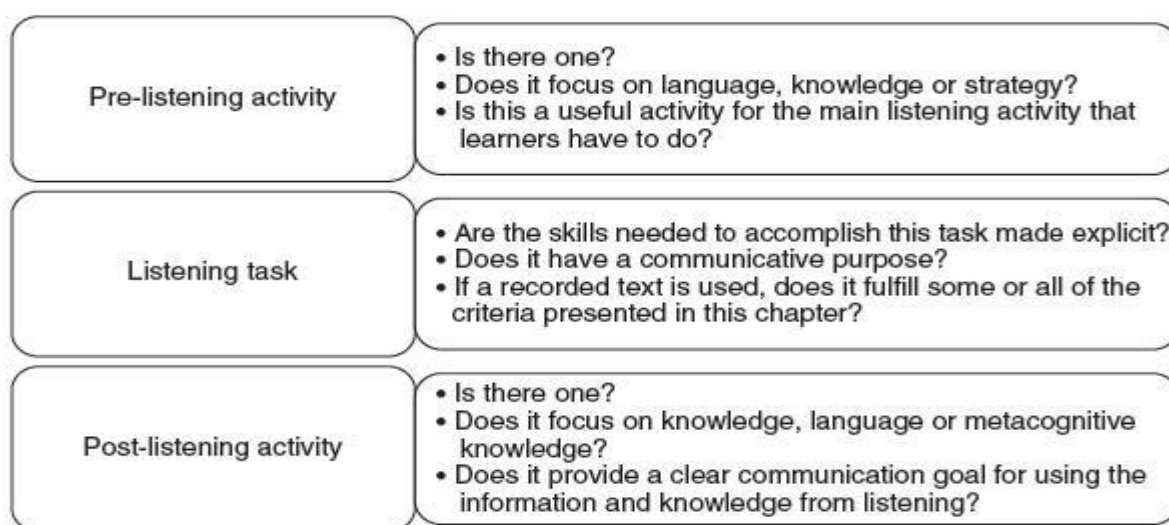 Pre-listening activity
• Is there one?
• Does it focus on language, knowledge or strategy?
• Is this a useful activity for the main listening activity that
learners have to do?
Listening task
• Are the skills needed to accomplish this task made explicit?
• Does it have a communicative purpose?
• If a recorded text is used, does it fulfill some or all of the
criteria presented in this chapter?
Post-listening activity
• Is there one?
• Does it focus on knowledge, language or metacognitive
knowledge?
• Does it provide a clear communication goal for using the
information and knowledge from listening?